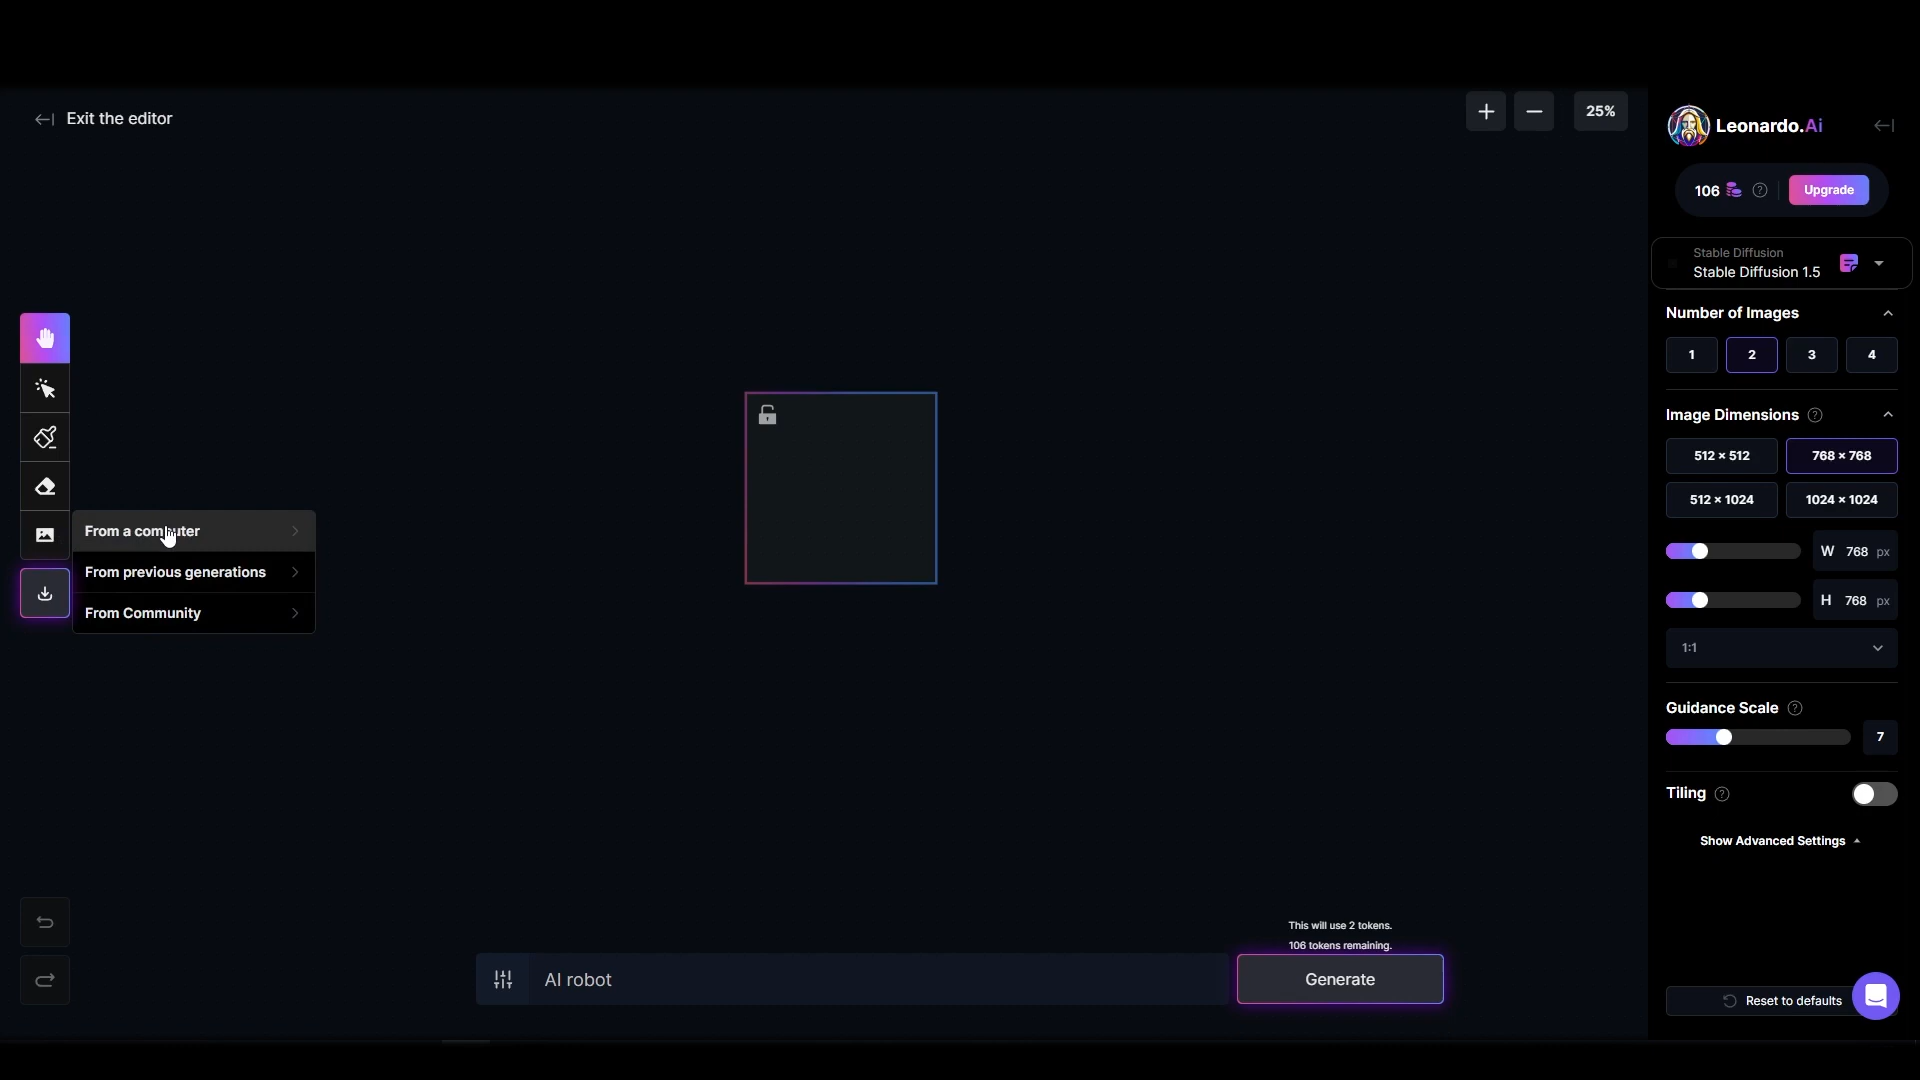 Exit the editor
25%
Leonardo.Ai
106
Upgrade
Stable Diffusion
Stable Diffusion 1.5
Number of Images
1 2 3 4
Image Dimensions
512 × 512 768 × 768
512 × 1024 1024 × 1024
W 768 px
H 768 px
1:1
Guidance Scale
7
Tiling
Show Advanced Settings
Reset to defaults
From a computer
From previous generations
From Community
This will use 2 tokens.
106 tokens remaining.
AI robot
Generate